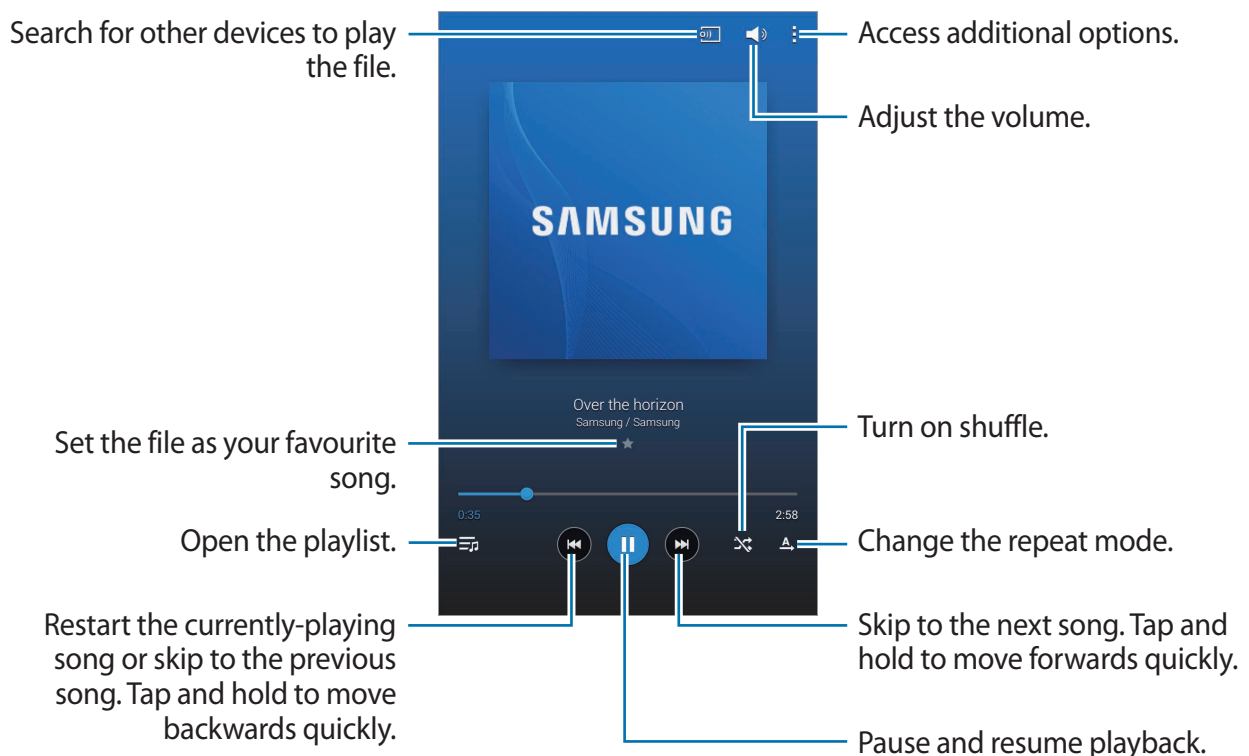 Search for other devices to play
the file.
Access additional options.
Adjust the volume.
SAMSUNG
Over the horizon
Samsung / Samsung
Set the file as your favourite
song.
Turn on shuffle.
0:35
2:58
Open the playlist.
A
Change the repeat mode.
Restart the currently-playing
song or skip to the previous
song. Tap and hold to move
backwards quickly.
Skip to the next song. Tap and
hold to move forwards quickly.
Pause and resume playback.